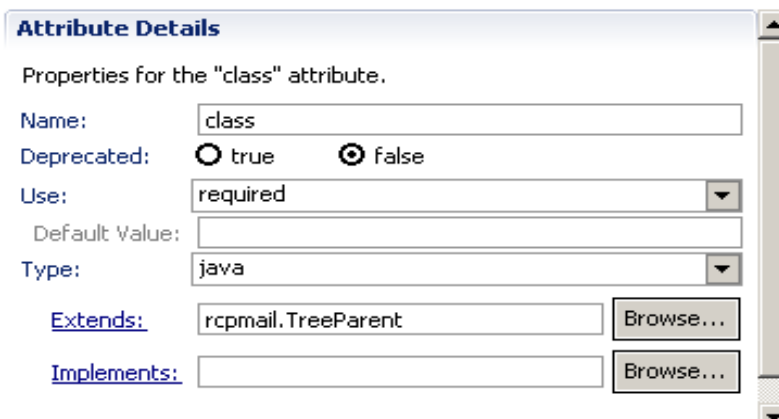 Attribute Details
Properties for the "class" attribute.
Name: class
Deprecated: true false
Use: required
Default Value:
Type: java
Extends: rcpmail.TreeParent Browse...
Implements: Browse...